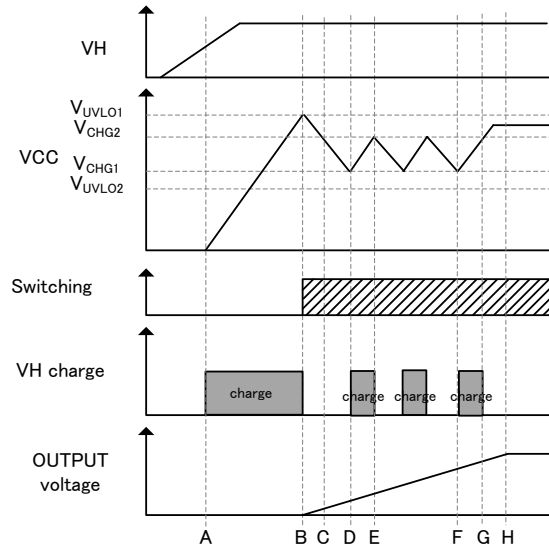 VH
VUVLO1
VCHG2
VCC
VCHG1
VUVLO2
Switching
VH charge
charge
charge
charge
charge
OUTPUT
voltage
A B C D E F G H